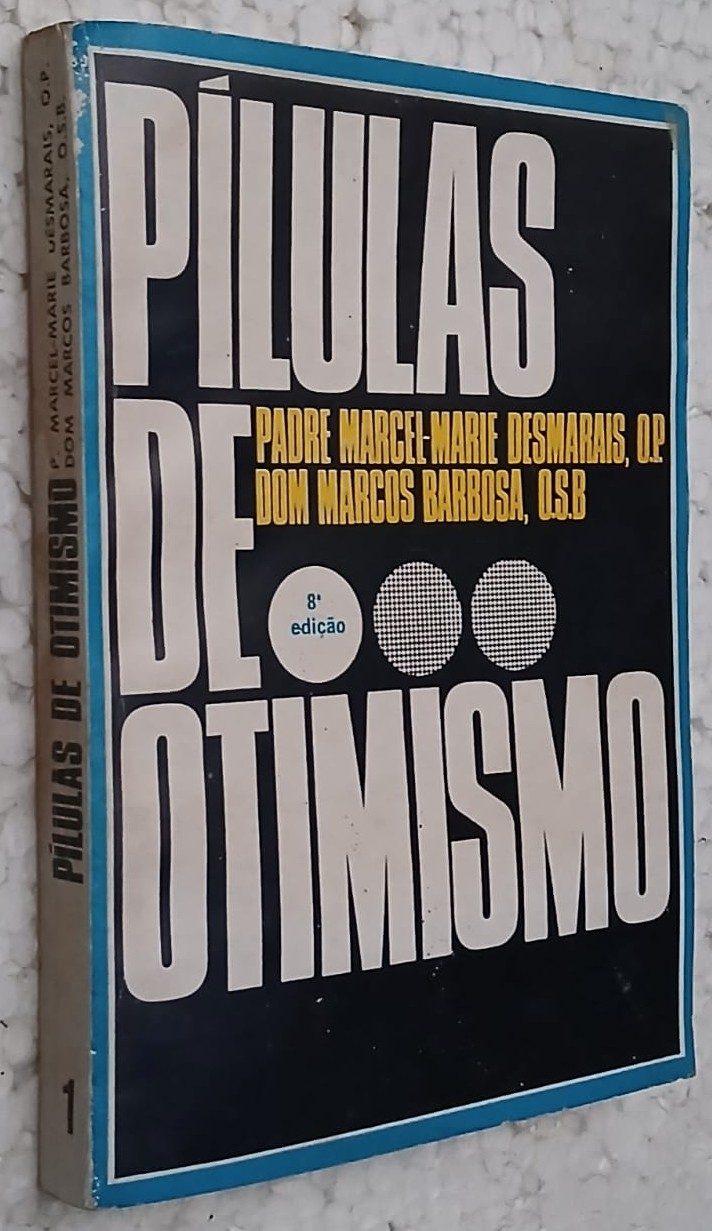 PÍLULAS
DE
PADRE MARCEL-MARIE DESMARAIS, O.P
DOM MARCOS BARBOSA, O.S.B
8ª
edição
OTIMISMO
PÍLULAS DE OTIMISMO
P. MARCEL-MARIE DESMARAIS, O.P.
DOM MARCOS BARBOSA, O.S.B.
1